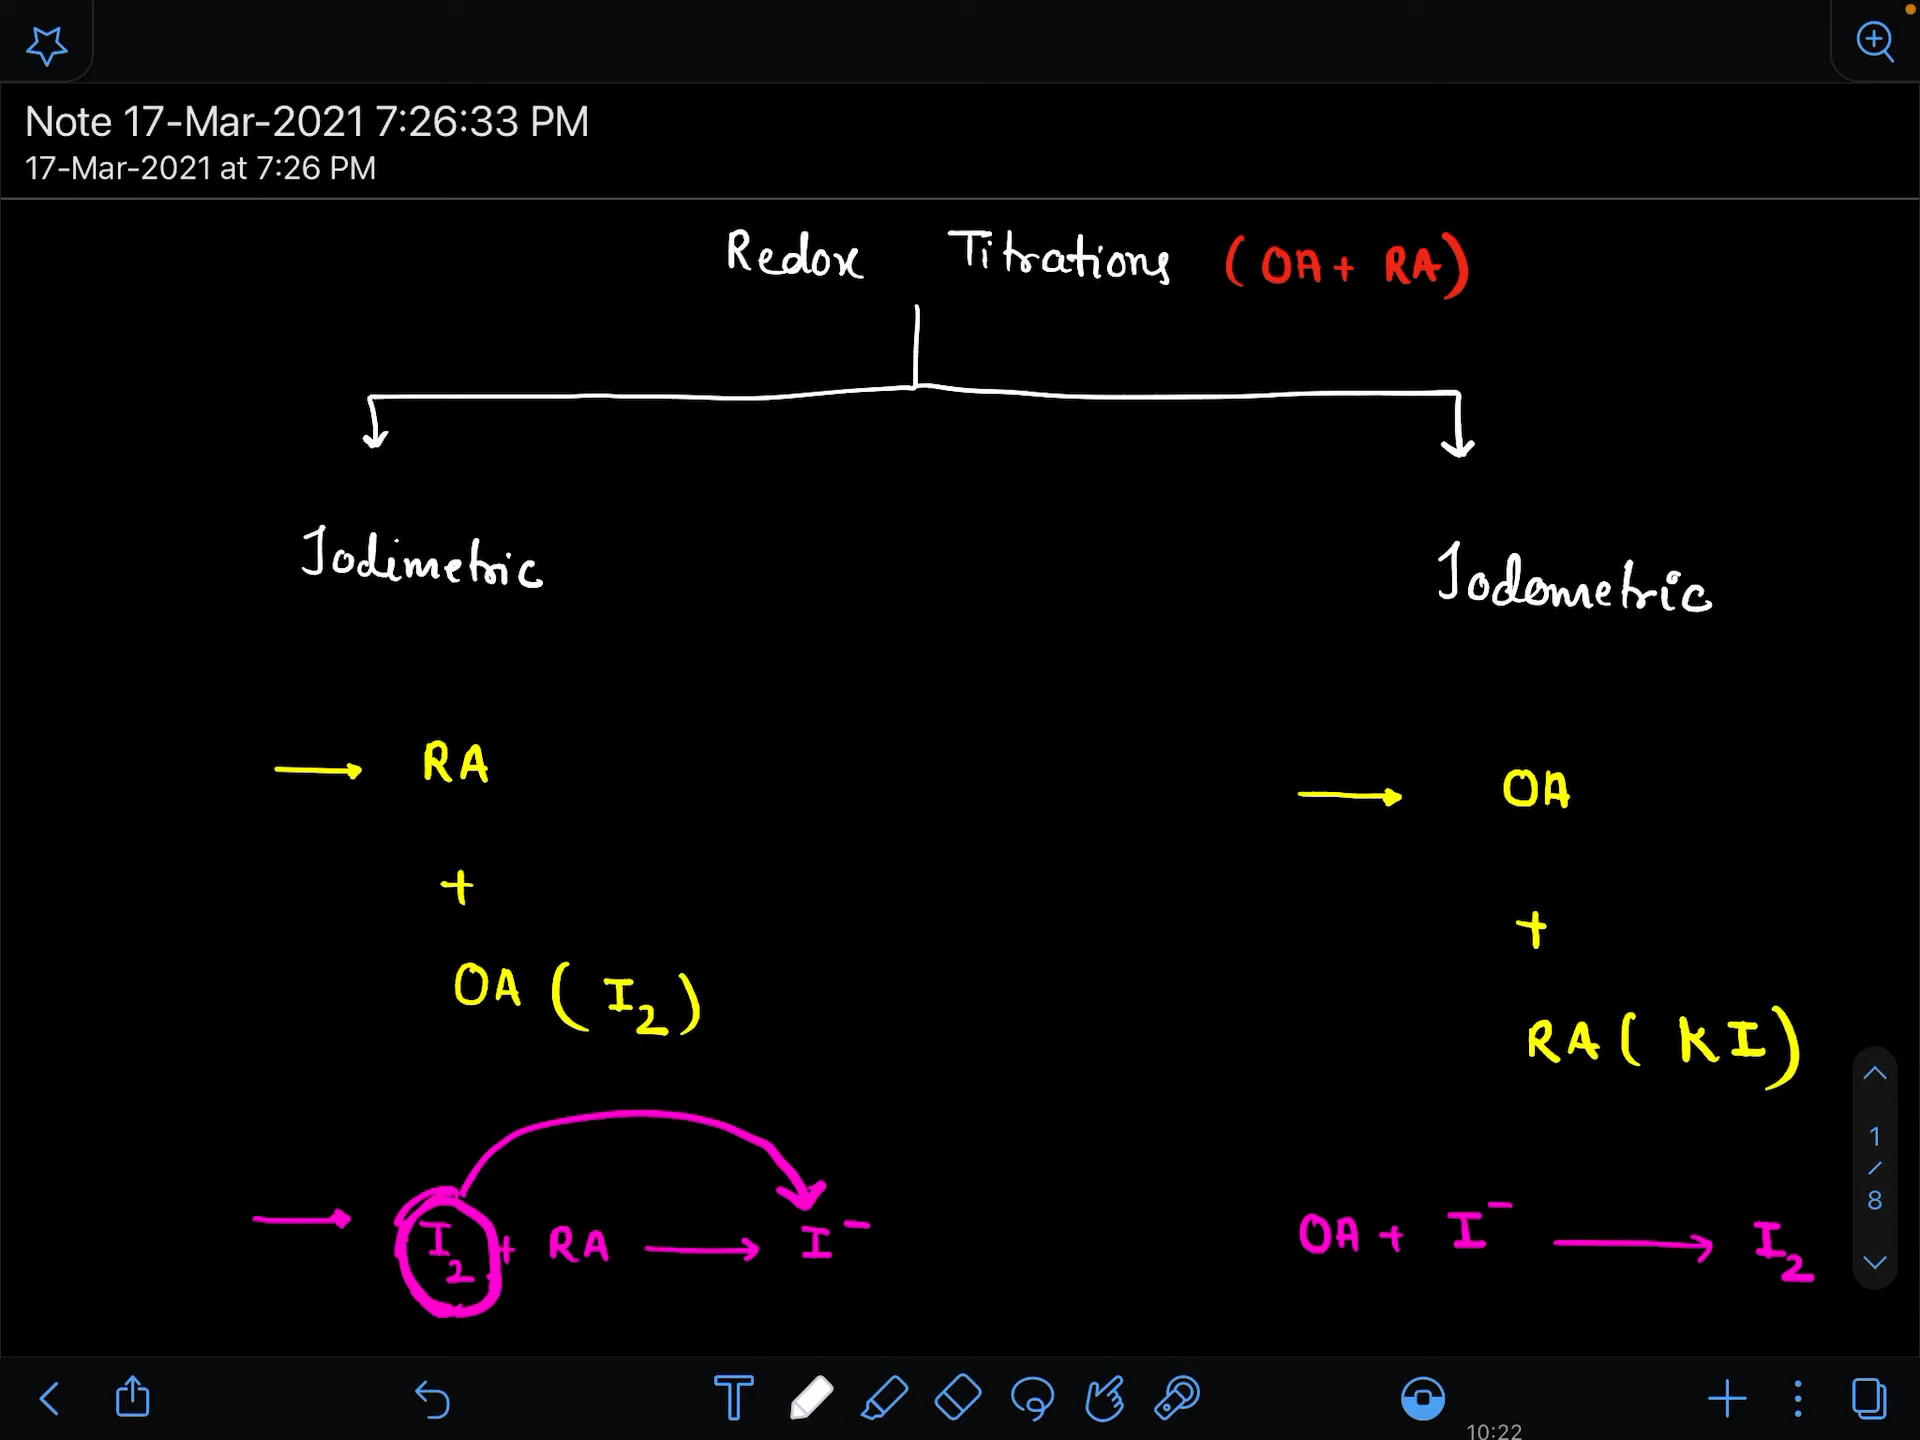 Note 17-Mar-2021 7:26:33 PM
17-Mar-2021 at 7:26 PM
Redox Titrations (OA + RA)
Iodimetric
Iodometric
→ RA
+
OA (I₂)
→ OA
+
RA ( KI)
→ I₂ + RA → I⁻
OA + I⁻ → I₂
1
/
8
T
10:22